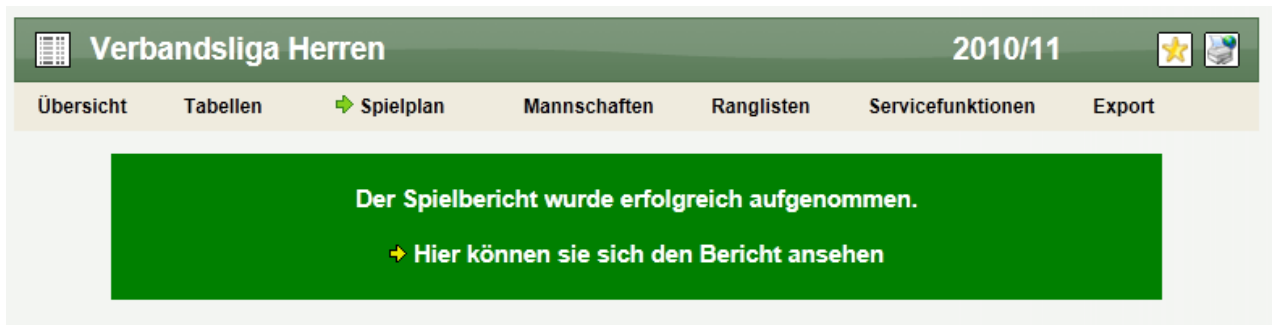 Verbandsliga Herren 2010/11
Übersicht Tabellen Spielplan Mannschaften Ranglisten Servicefunktionen Export
Der Spielbericht wurde erfolgreich aufgenommen.
Hier können sie sich den Bericht ansehen